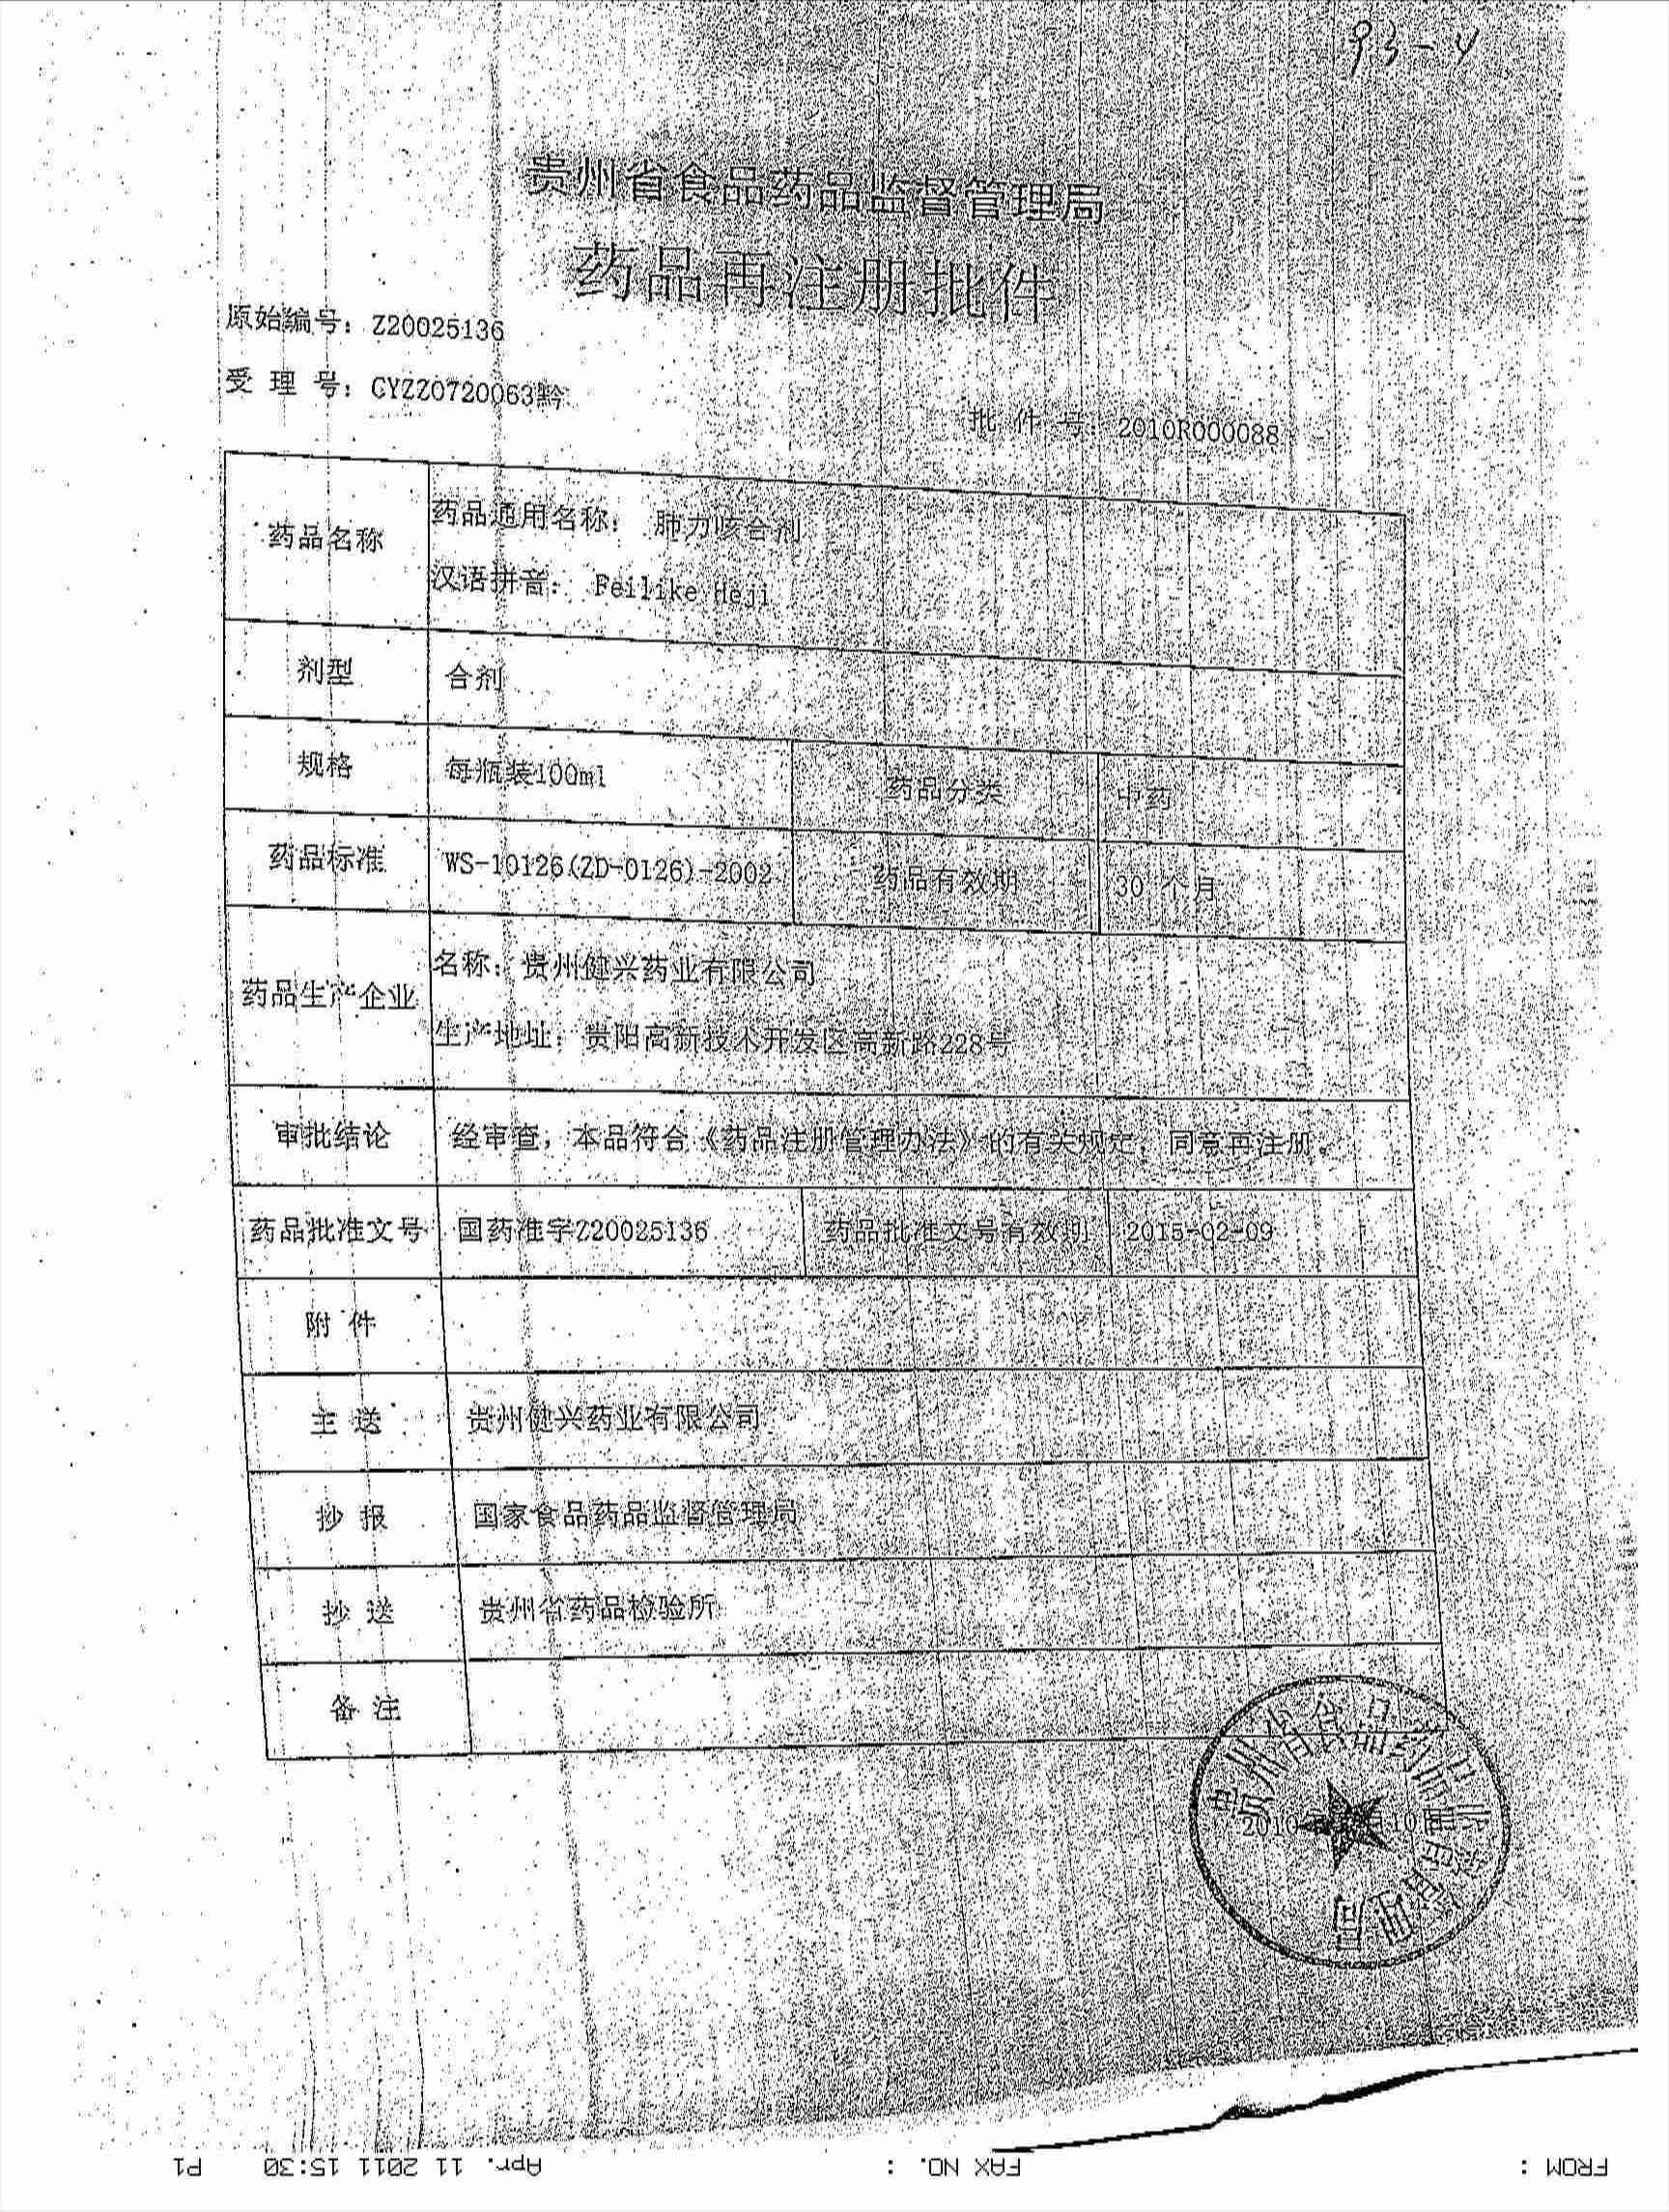 93-4
贵州省食品药品监督管理局
药品再注册批件
原始编号：Z20025136
受 理 号：CYZZ0720063黔
批 件 号：2010R000088
药品名称
药品通用名称： 肺力咳合剂
汉语拼音： Feilike Heji
剂型 合剂
规格 每瓶装100ml 药品分类 中药
药品标准 WS-10126(ZD-0126)-2002 药品有效期 30 个月
药品生产企业
名称：贵州健兴药业有限公司
生产地址：贵阳高新技术开发区高新路228号
审批结论 经审查，本品符合《药品注册管理办法》的有关规定，同意再注册。
药品批准文号 国药准字Z20025136 药品批准文号有效期 2015-02-09
附 件
主 送 贵州健兴药业有限公司
抄 报 国家食品药品监督管理局
抄 送 贵州省药品检验所
备 注
贵州省食品药品监督管理局
2010 10
FROM : FAX NO. : Apr. 11 2011 15:30 P1